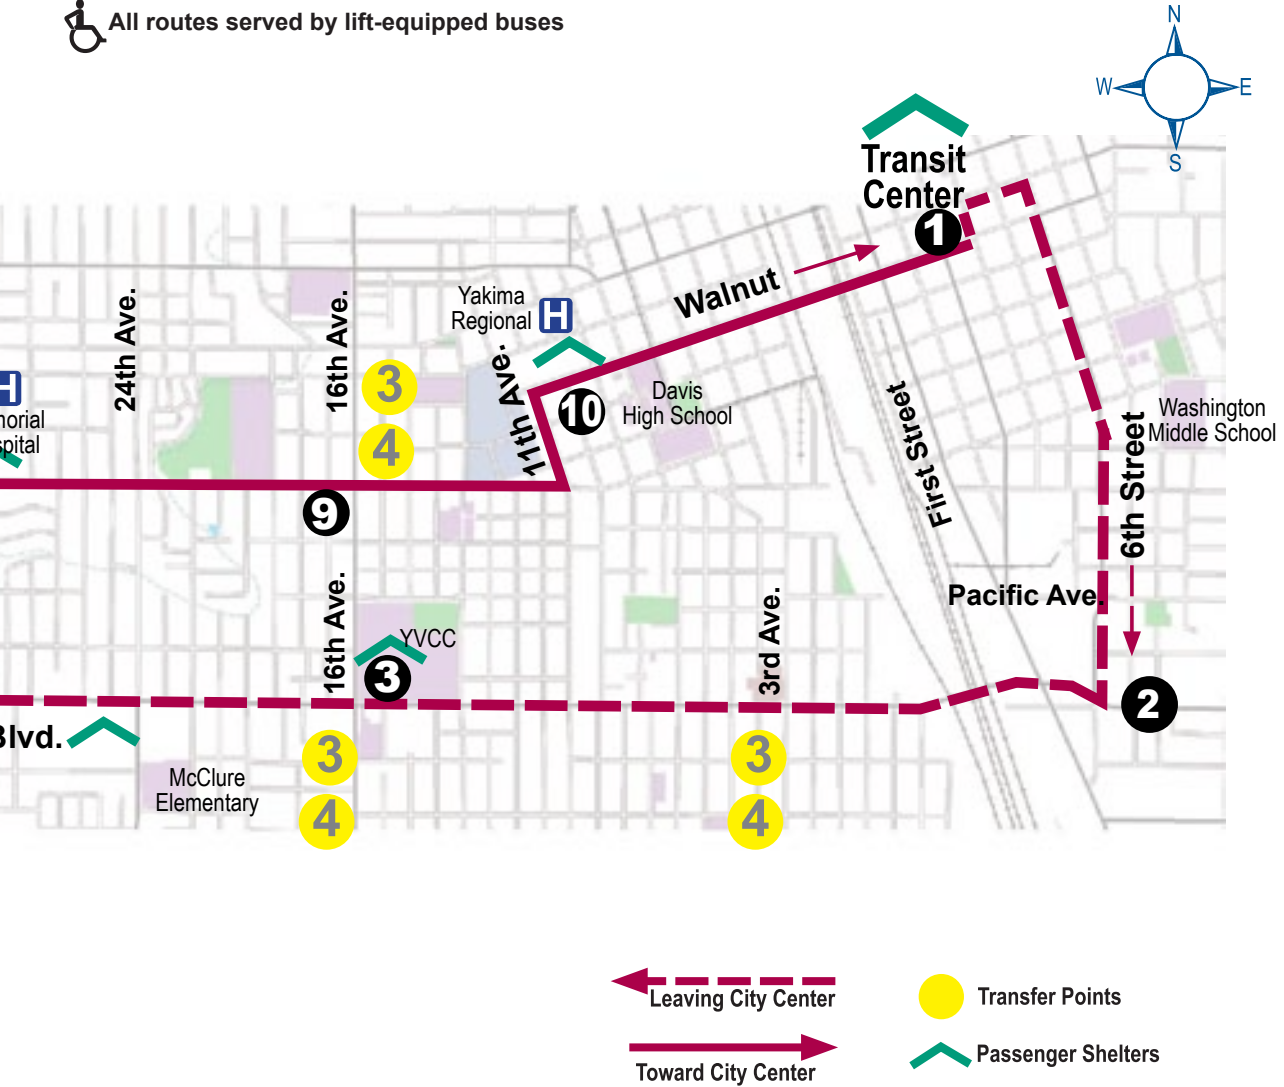 All routes served by lift-equipped buses
N
W
E
S
Transit
Center
1
Walnut
24th Ave.
16th Ave.
Yakima
Regional
H
11th Ave.
3
4
10
Davis
High School
First Street
6th Street
Washington
Middle School
H
9
16th Ave.
YVCC
3
3rd Ave.
Pacific Ave.
2
Blvd.
McClure
Elementary
3
4
3
4
Leaving City Center
Toward City Center
Transfer Points
Passenger Shelters